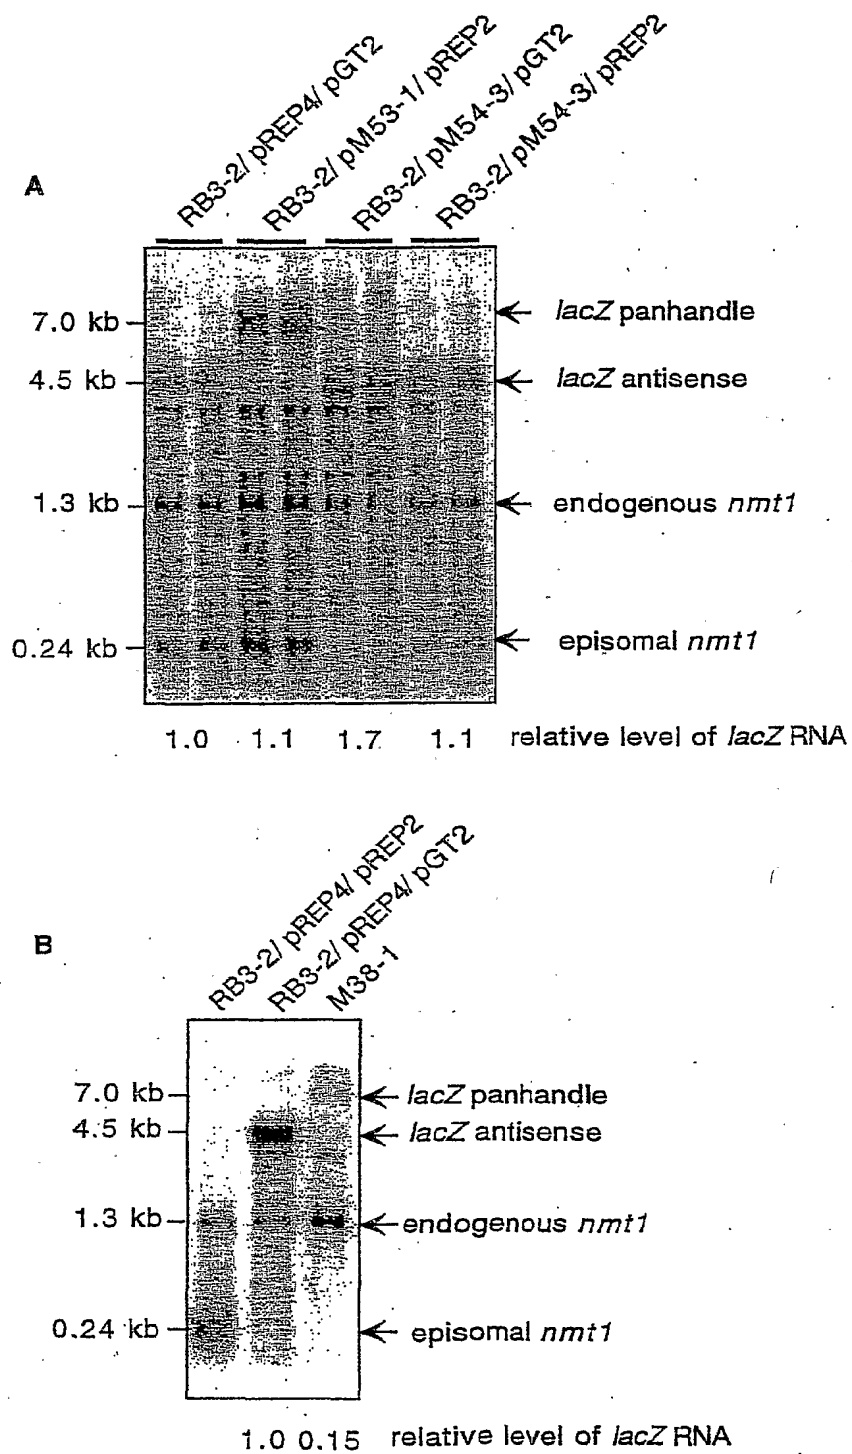 A
RB3-2/ pREP4/ pGT2
RB3-2/ pM53-1/ pREP2
RB3-2/ pM54-3/ pGT2
RB3-2/ pM54-3/ pREP2
7.0 kb
lacZ panhandle
4.5 kb
lacZ antisense
1.3 kb
endogenous nmt1
0.24 kb
episomal nmt1
1.0 1.1 1.7 1.1 relative level of lacZ RNA
B
RB3-2/ pREP4/ pREP2
RB3-2/ pREP4/ pGT2
M38-1
7.0 kb
lacZ panhandle
4.5 kb
lacZ antisense
1.3 kb
endogenous nmt1
0.24 kb
episomal nmt1
1.0 0.15 relative level of lacZ RNA